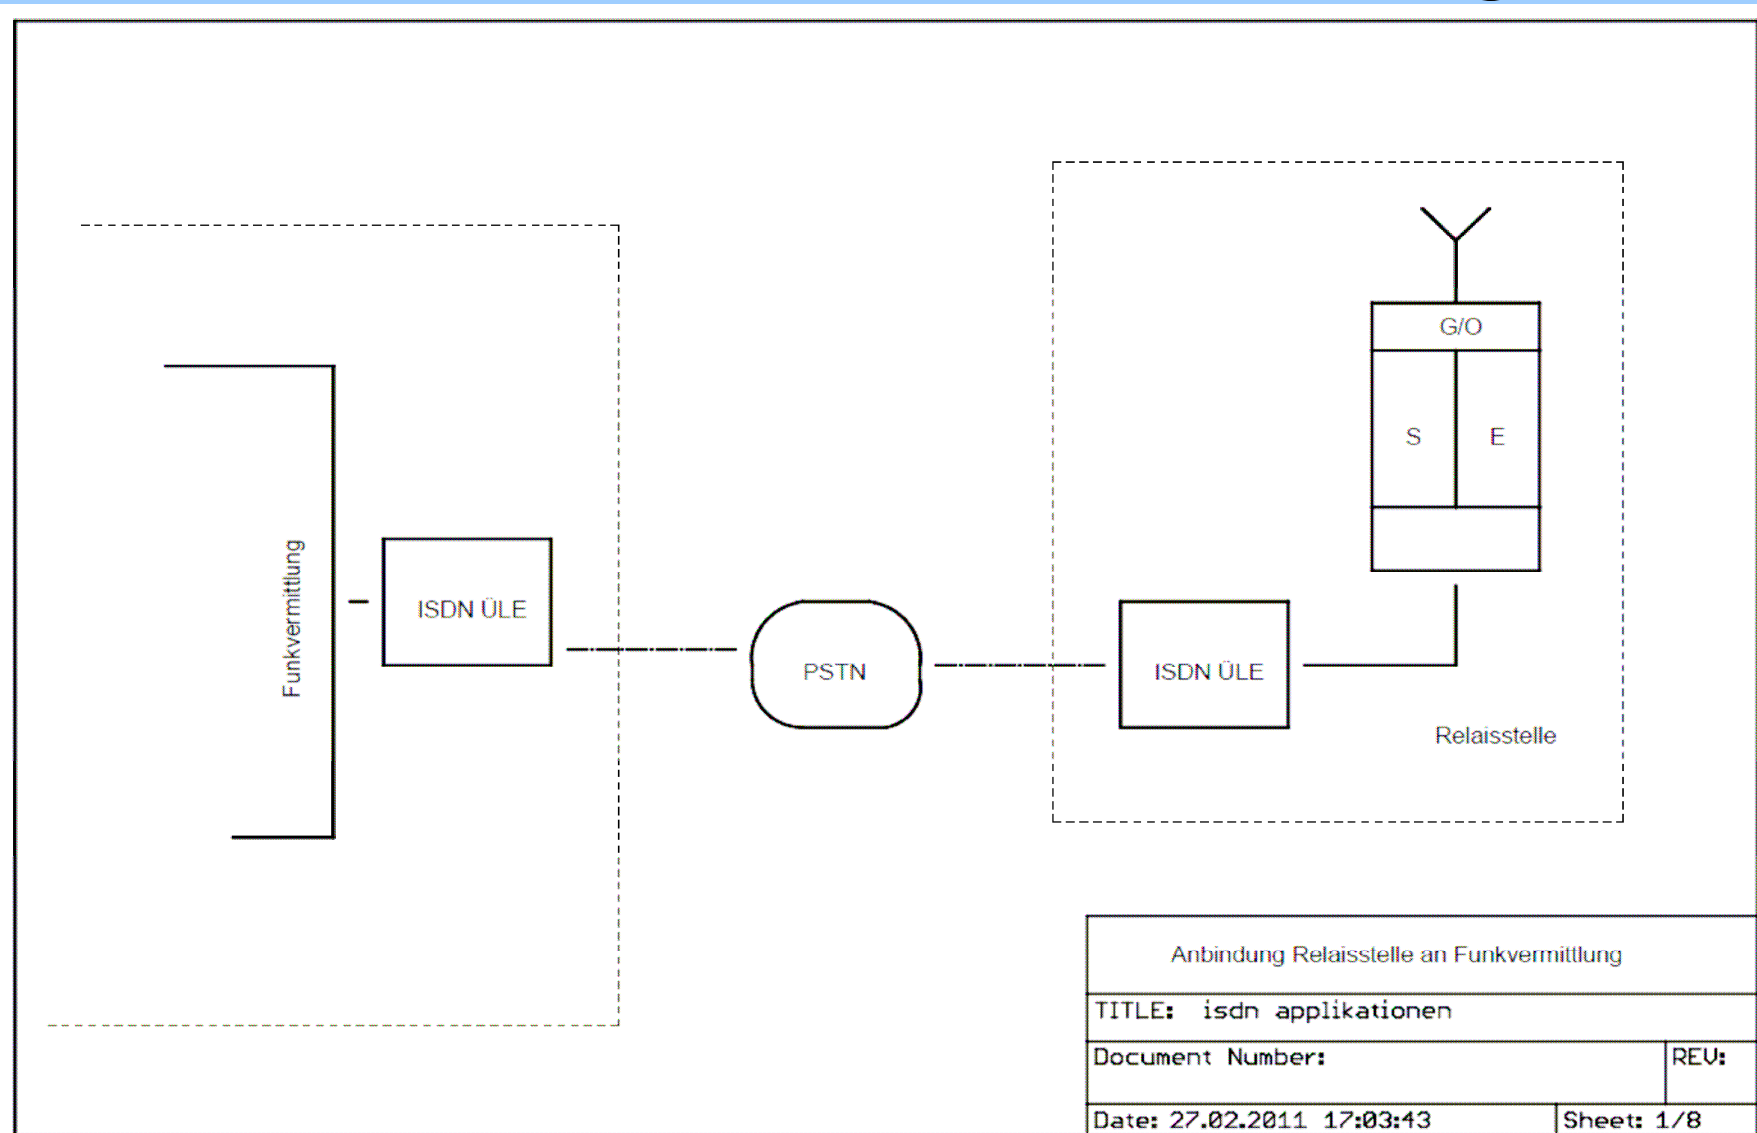 G/O
S E
Funkvermittlung
ISDN ÜLE
PSTN
ISDN ÜLE
Relaisstelle
Anbindung Relaisstelle an Funkvermittlung
TITLE: isdn applikationen
Document Number:
REV:
Date: 27.02.2011 17:03:43
Sheet: 1/8